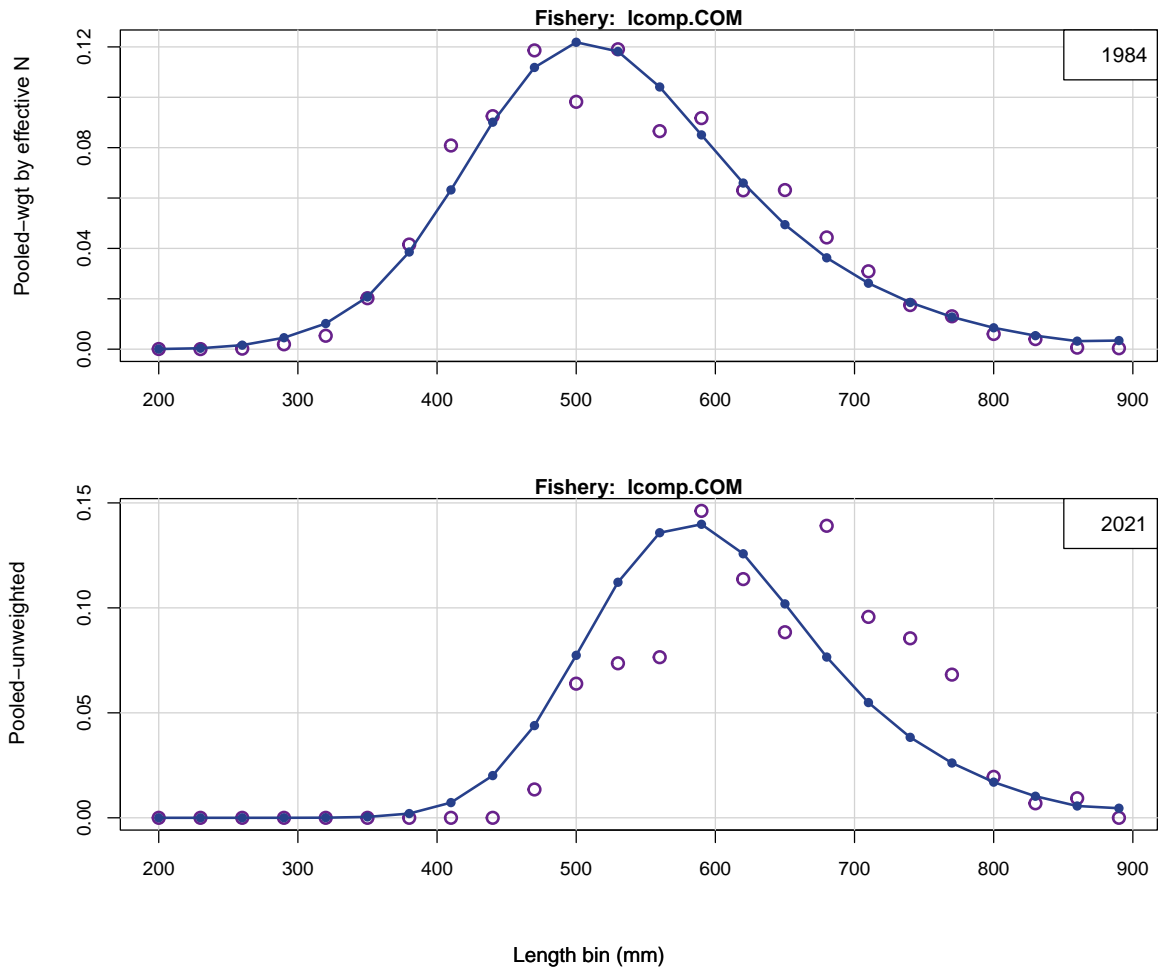 Fishery: lcomp.COM
1984
Pooled−wgt by effective N
0.12
0.08
0.04
0.00
200 300 400 500 600 700 800 900
Fishery: lcomp.COM
2021
Pooled−unweighted
0.15
0.10
0.05
0.00
200 300 400 500 600 700 800 900
Length bin (mm)